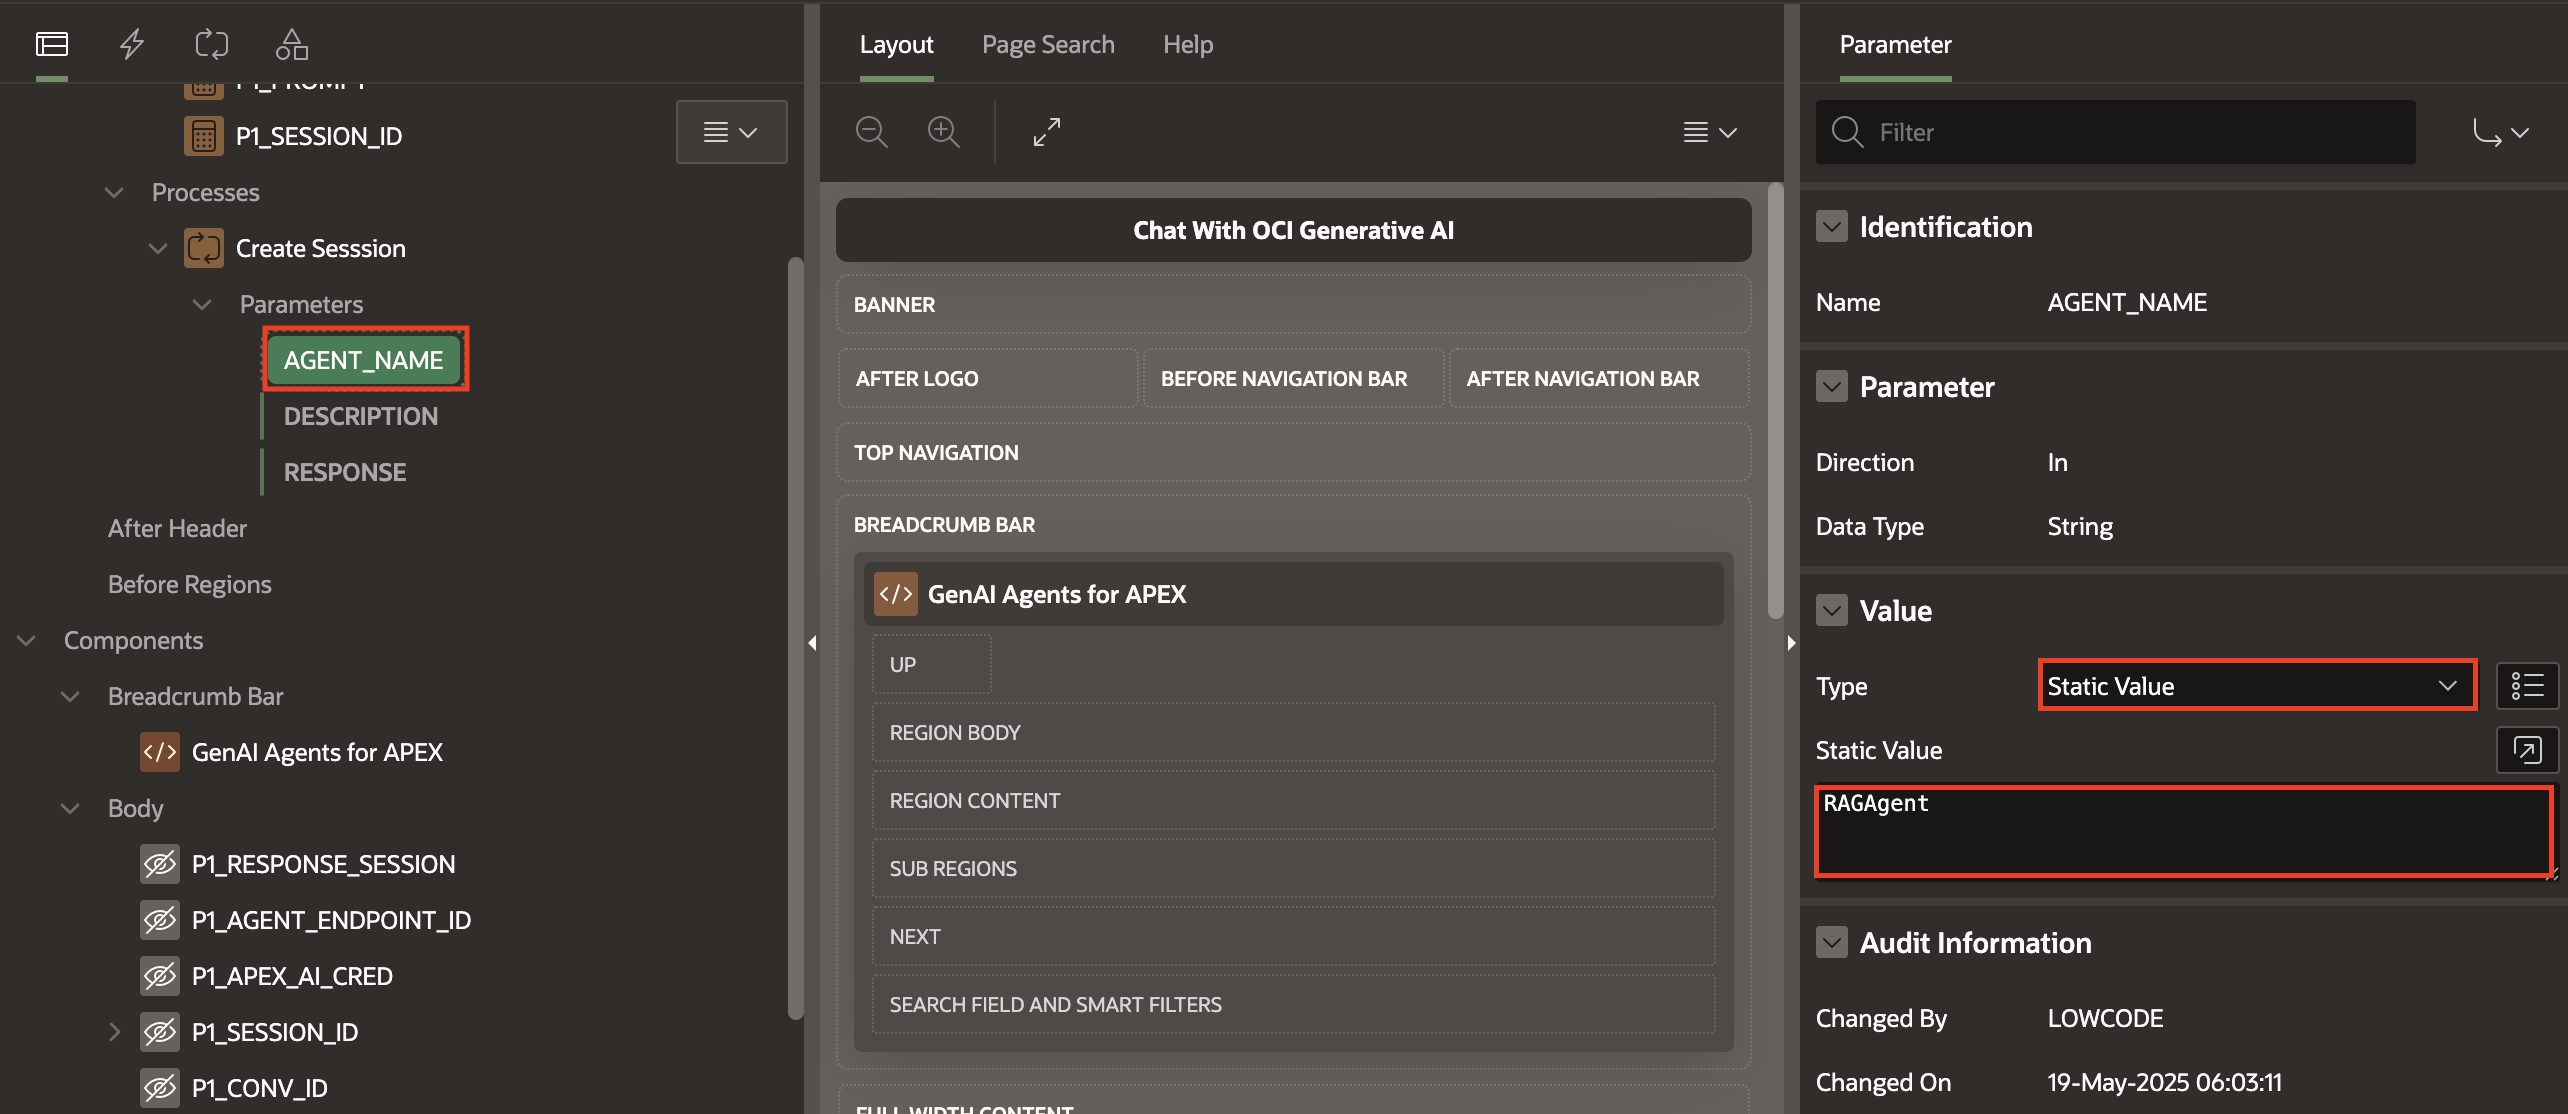 P1_PROMPT
P1_SESSION_ID
Processes
Create Sesssion
Parameters
AGENT_NAME
DESCRIPTION
RESPONSE
After Header
Before Regions
Components
Breadcrumb Bar
GenAI Agents for APEX
Body
P1_RESPONSE_SESSION
P1_AGENT_ENDPOINT_ID
P1_APEX_AI_CRED
P1_SESSION_ID
P1_CONV_ID
Layout Page Search Help
Chat With OCI Generative AI
BANNER
AFTER LOGO BEFORE NAVIGATION BAR AFTER NAVIGATION BAR
TOP NAVIGATION
BREADCRUMB BAR
GenAI Agents for APEX
UP
REGION BODY
REGION CONTENT
SUB REGIONS
NEXT
SEARCH FIELD AND SMART FILTERS
FULL WIDTH CONTENT
Parameter
Filter
Identification
Name AGENT_NAME
Parameter
Direction In
Data Type String
Value
Type Static Value
Static Value
RAGAgent
Audit Information
Changed By LOWCODE
Changed On 19-May-2025 06:03:11